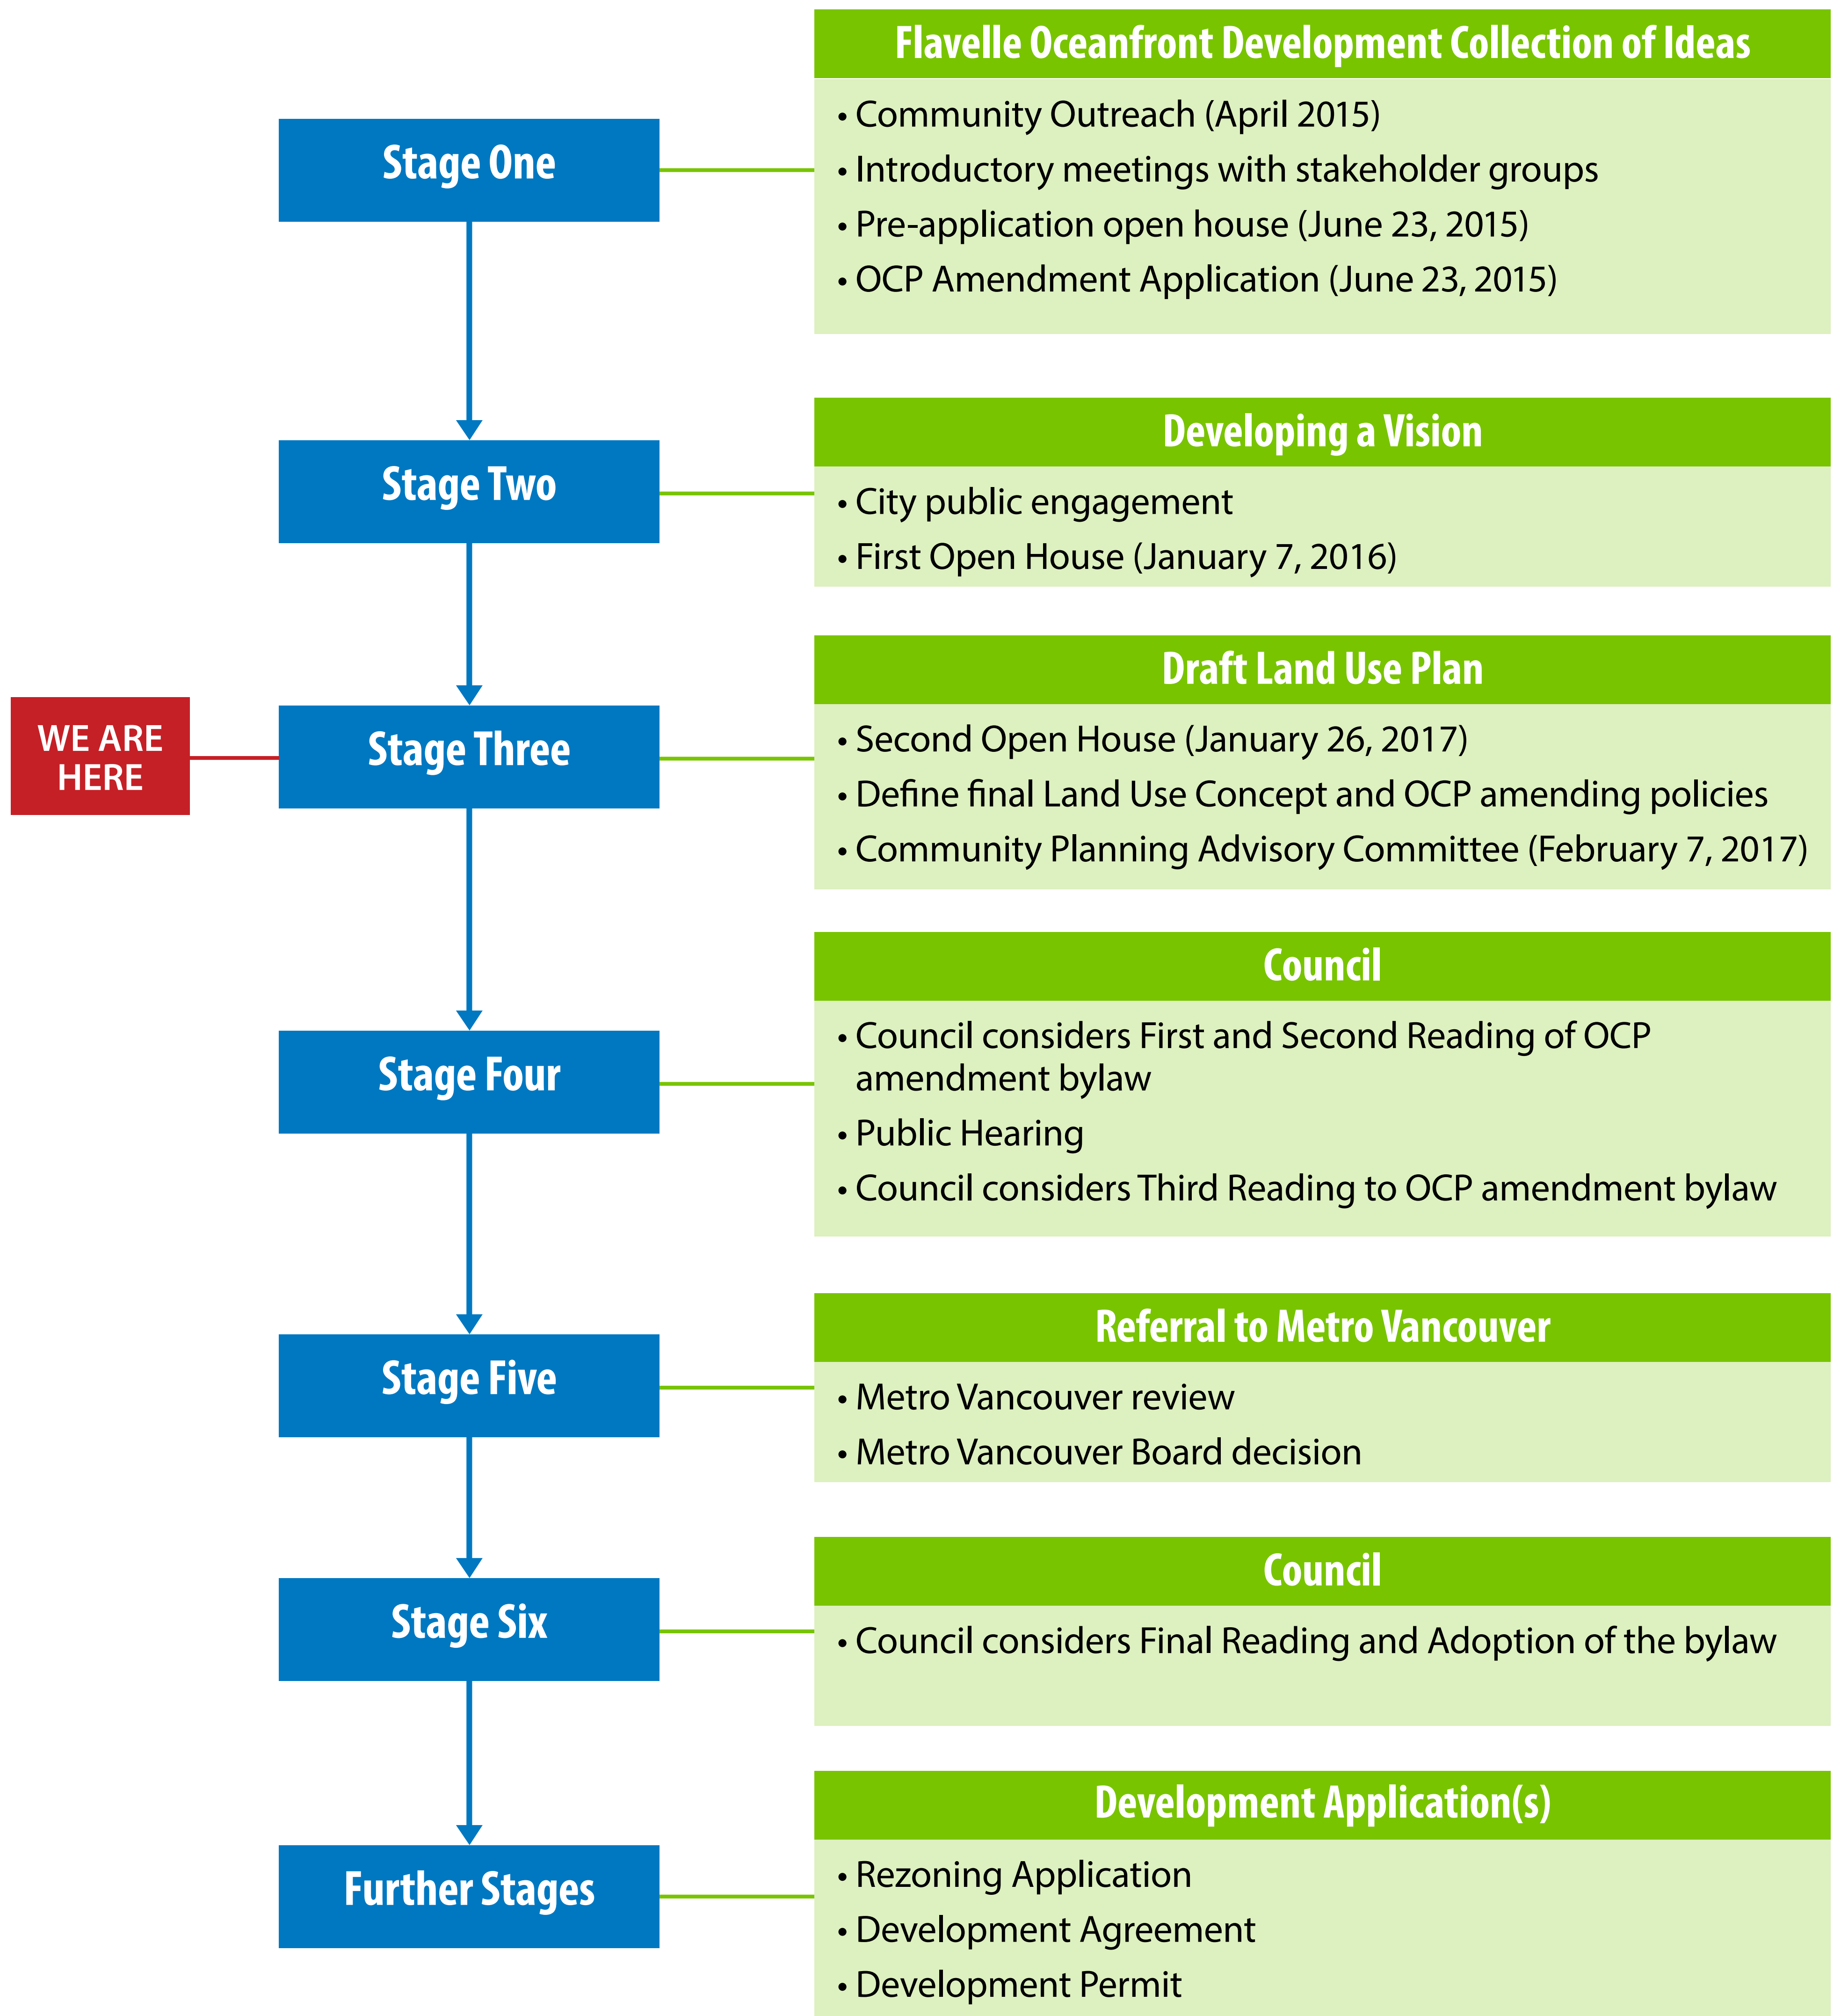 Flavelle Oceanfront Development Collection of Ideas
Stage One
• Community Outreach (April 2015)
• Introductory meetings with stakeholder groups
• Pre-application open house (June 23, 2015)
• OCP Amendment Application (June 23, 2015)
Developing a Vision
Stage Two
• City public engagement
• First Open House (January 7, 2016)
Draft Land Use Plan
WE ARE
HERE
Stage Three
• Second Open House (January 26, 2017)
• Define final Land Use Concept and OCP amending policies
• Community Planning Advisory Committee (February 7, 2017)
Council
Stage Four
• Council considers First and Second Reading of OCP
amendment bylaw
• Public Hearing
• Council considers Third Reading to OCP amendment bylaw
Referral to Metro Vancouver
Stage Five
• Metro Vancouver review
• Metro Vancouver Board decision
Council
Stage Six
• Council considers Final Reading and Adoption of the bylaw
Development Application(s)
Further Stages
• Rezoning Application
• Development Agreement
• Development Permit